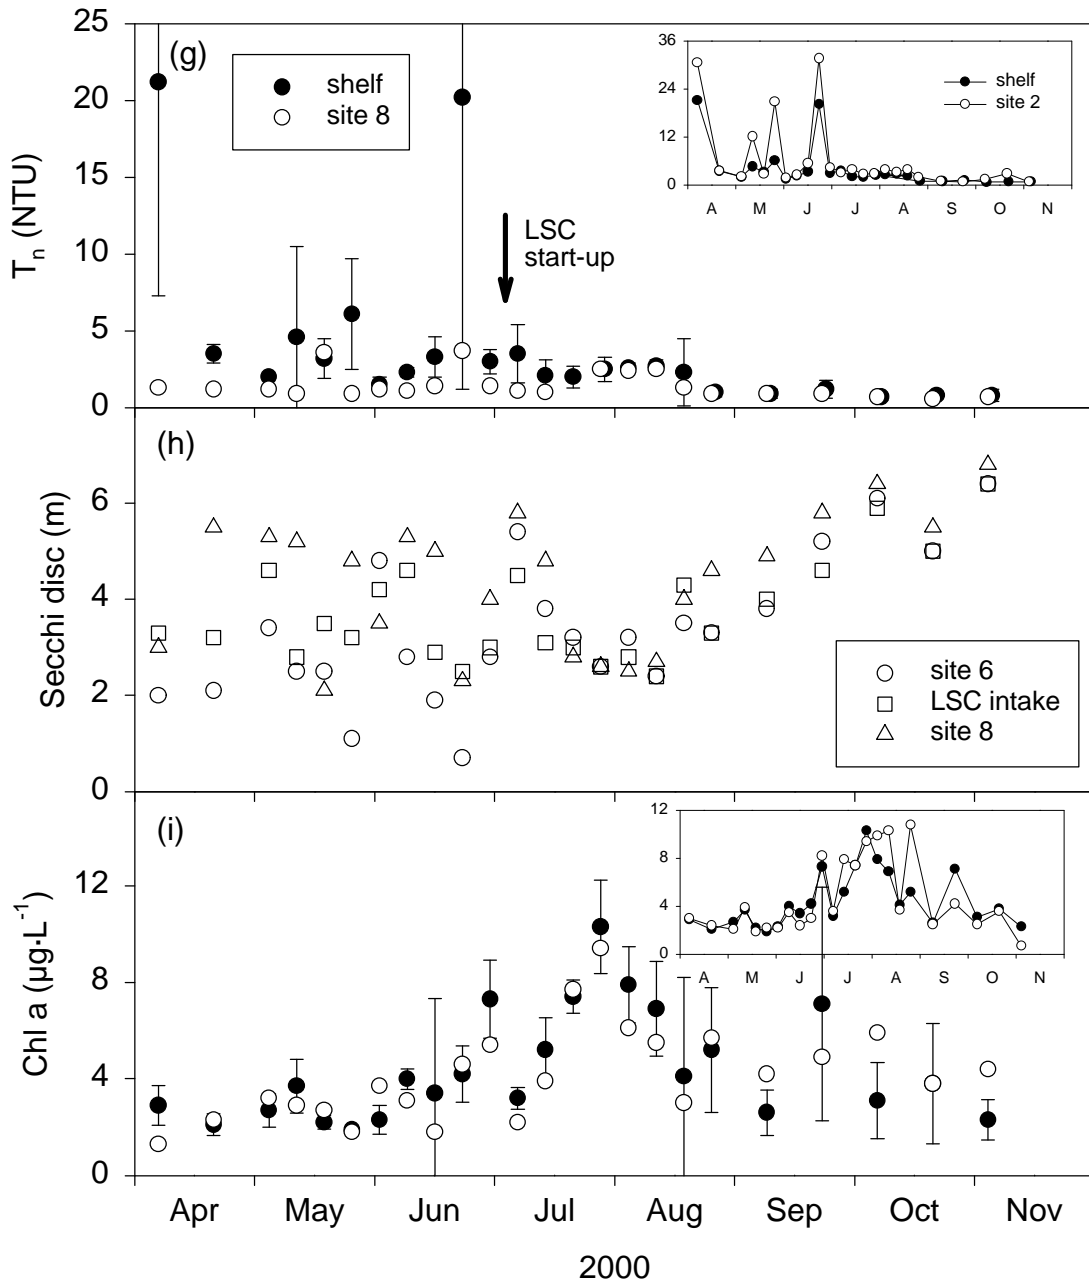 (g)
shelf
site 8
25
20
15
10
5
0
T_n (NTU)
LSC
start-up
36
24
12
0
shelf
site 2
A M J J A S O N
(h)
6
4
2
0
Secchi disc (m)
site 6
LSC intake
site 8
(i)
12
8
4
0
Chl a (µg·L⁻¹)
12
8
4
0
A M J J A S O N
Apr May Jun Jul Aug Sep Oct Nov
2000